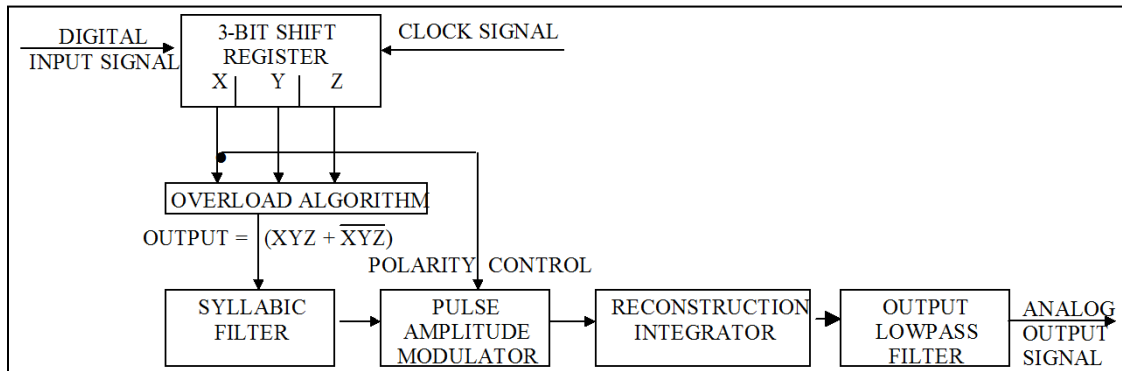 DIGITAL
INPUT SIGNAL
3-BIT SHIFT
REGISTER
X Y Z
CLOCK SIGNAL
OVERLOAD ALGORITHM
OUTPUT = (XYZ + X̅Y̅Z̅)
POLARITY CONTROL
SYLLABIC
FILTER
PULSE
AMPLITUDE
MODULATOR
RECONSTRUCTION
INTEGRATOR
OUTPUT
LOWPASS
FILTER
ANALOG
OUTPUT
SIGNAL